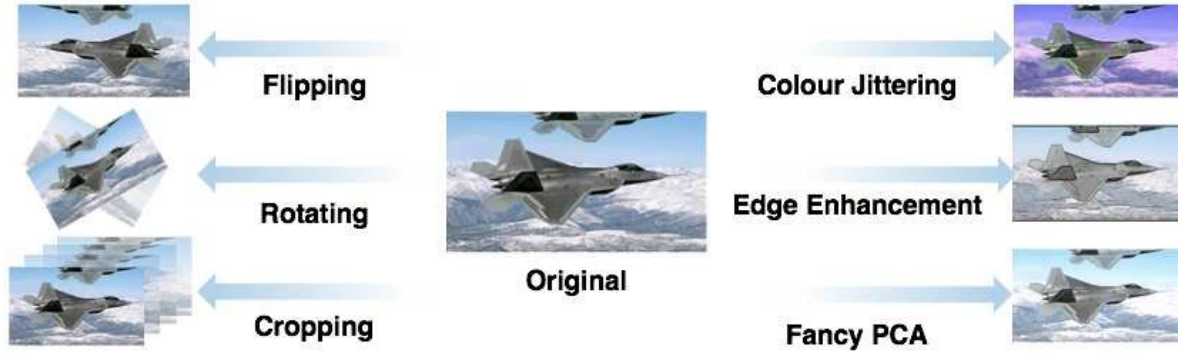 Flipping
Colour Jittering
Rotating
Edge Enhancement
Original
Cropping
Fancy PCA